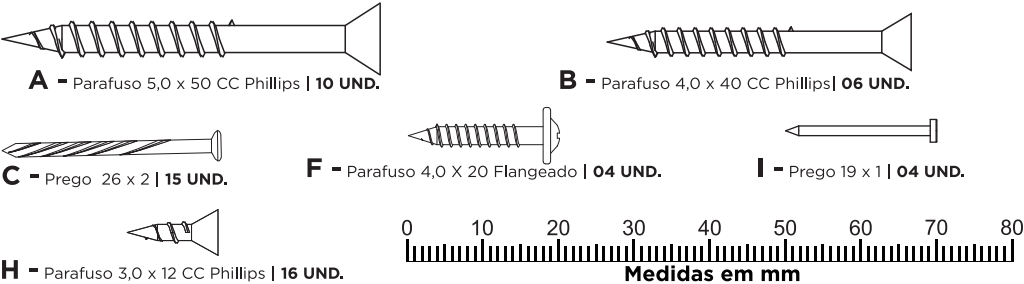 A - Parafuso 5,0 x 50 CC Phillips | 10 UND.
B - Parafuso 4,0 x 40 CC Phillips| 06 UND.
C - Prego 26 x 2 | 15 UND.
F - Parafuso 4,0 X 20 Flangeado | 04 UND.
I - Prego 19 x 1 | 04 UND.
H - Parafuso 3,0 x 12 CC Phillips | 16 UND.
0 10 20 30 40 50 60 70 80
Medidas em mm